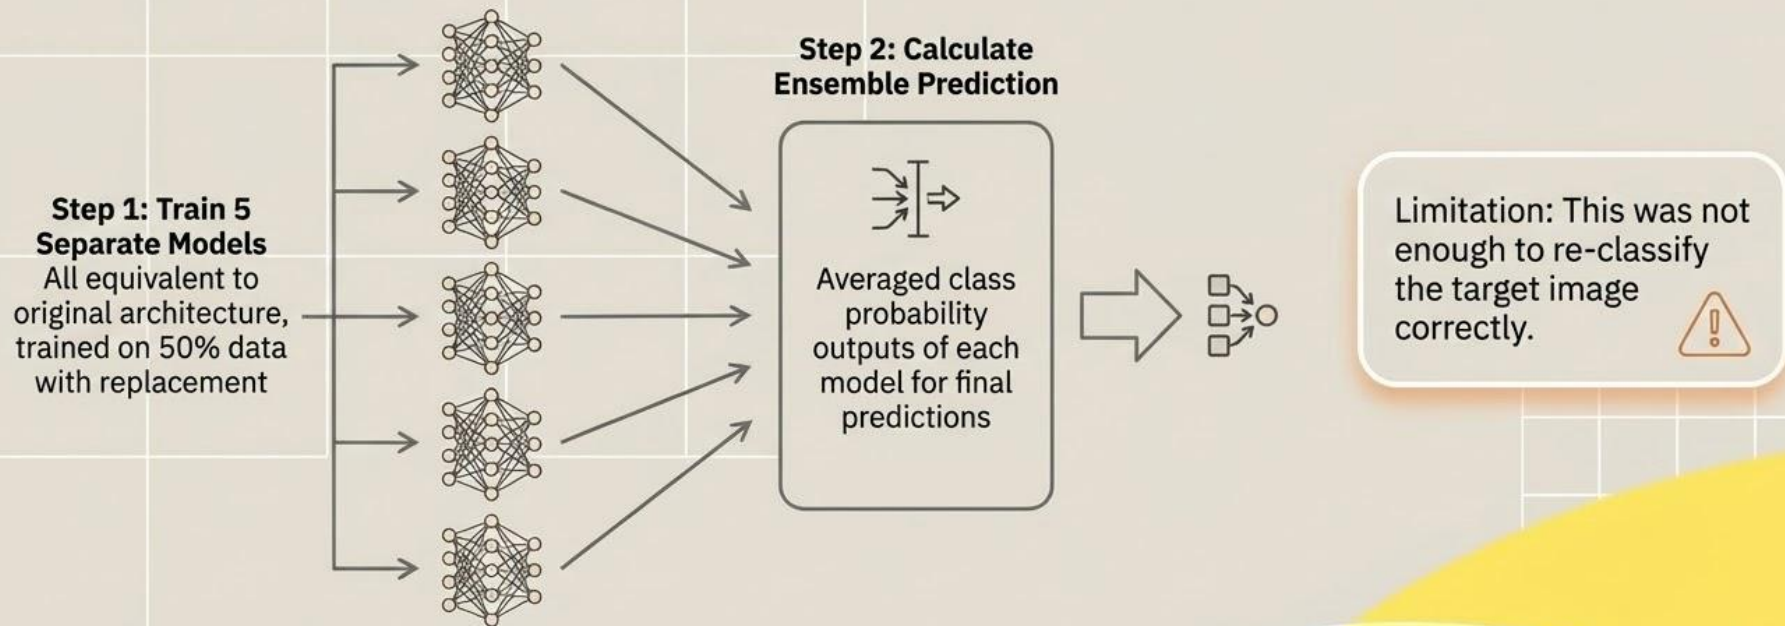 Step 1: Train 5
Separate Models
All equivalent to
original architecture,
trained on 50% data
with replacement
Step 2: Calculate
Ensemble Prediction
Averaged class
probability
outputs of each
model for final
predictions
Limitation: This was not
enough to re-classify
the target image
correctly.